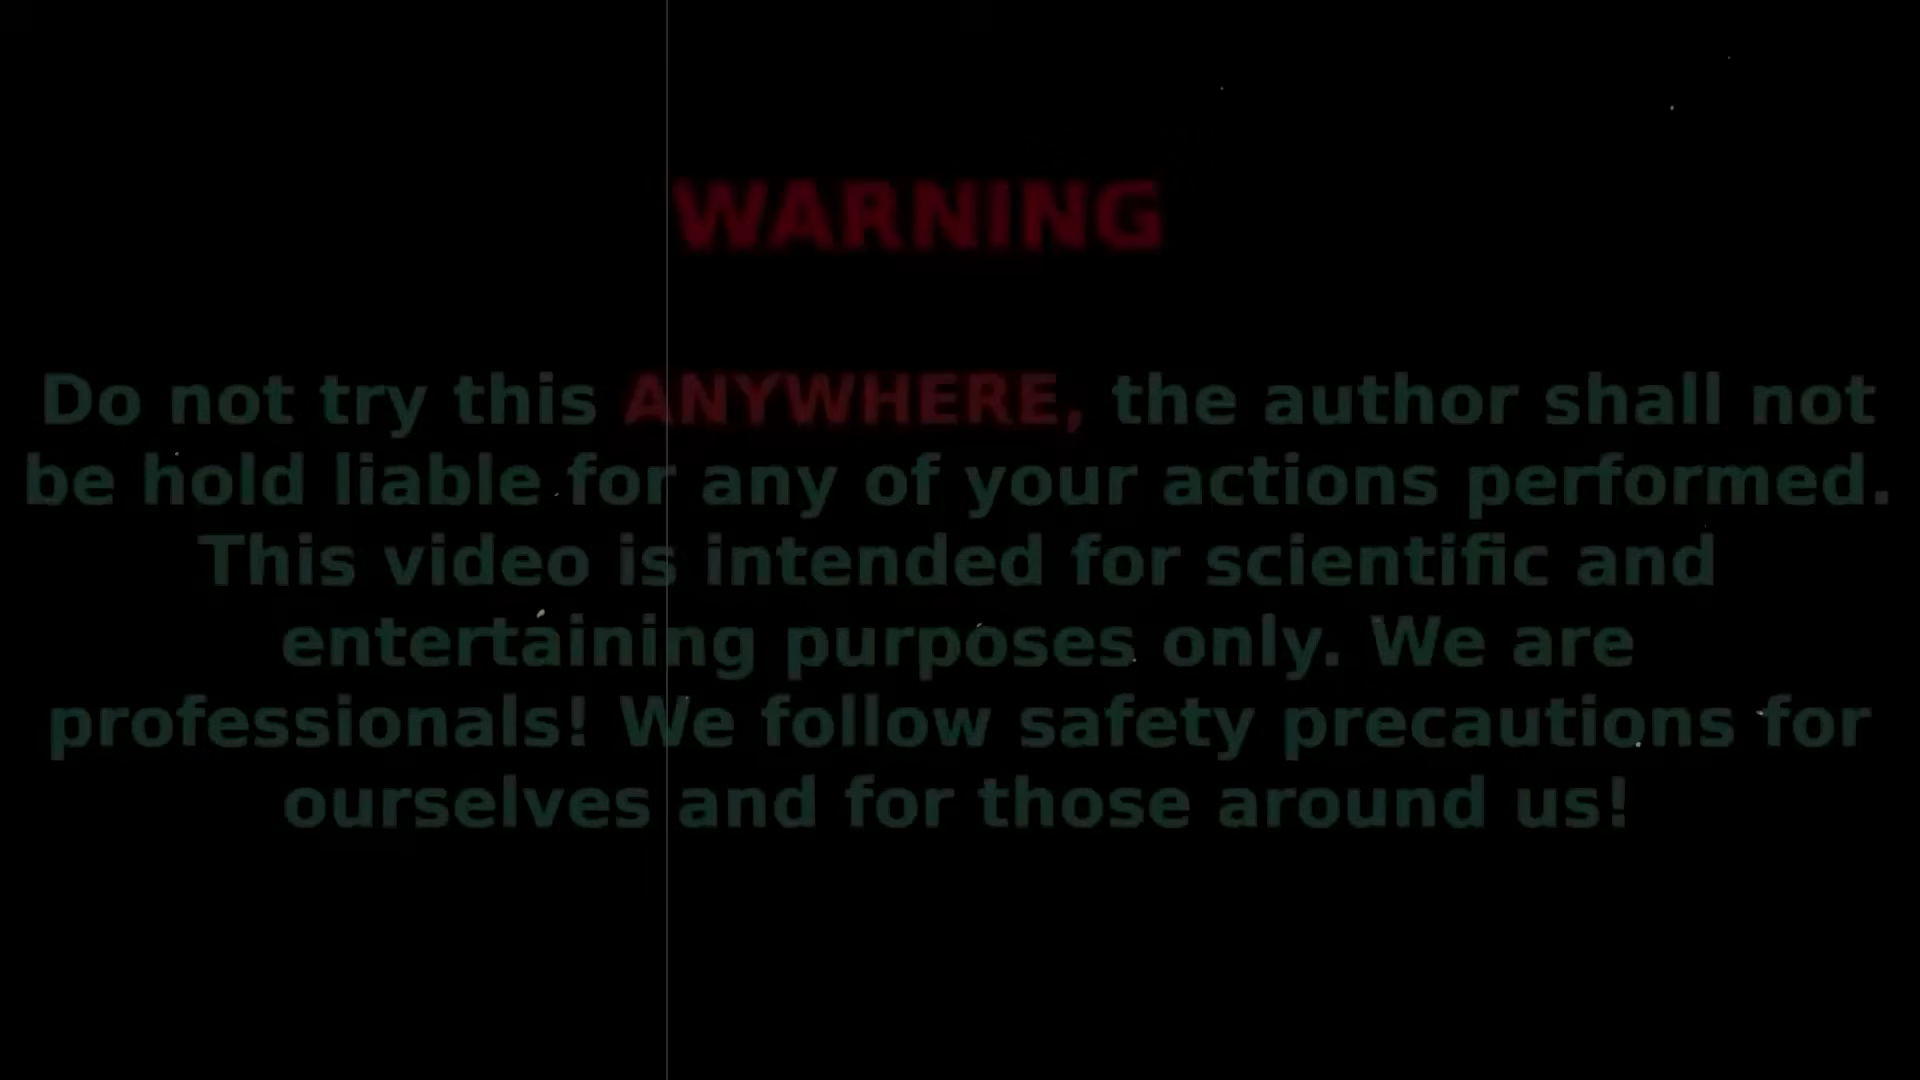 WARNING
Do not try this ANYWHERE, the author shall not
be hold liable for any of your actions performed.
This video is intended for scientific and
entertaining purposes only. We are
professionals! We follow safety precautions for
ourselves and for those around us!